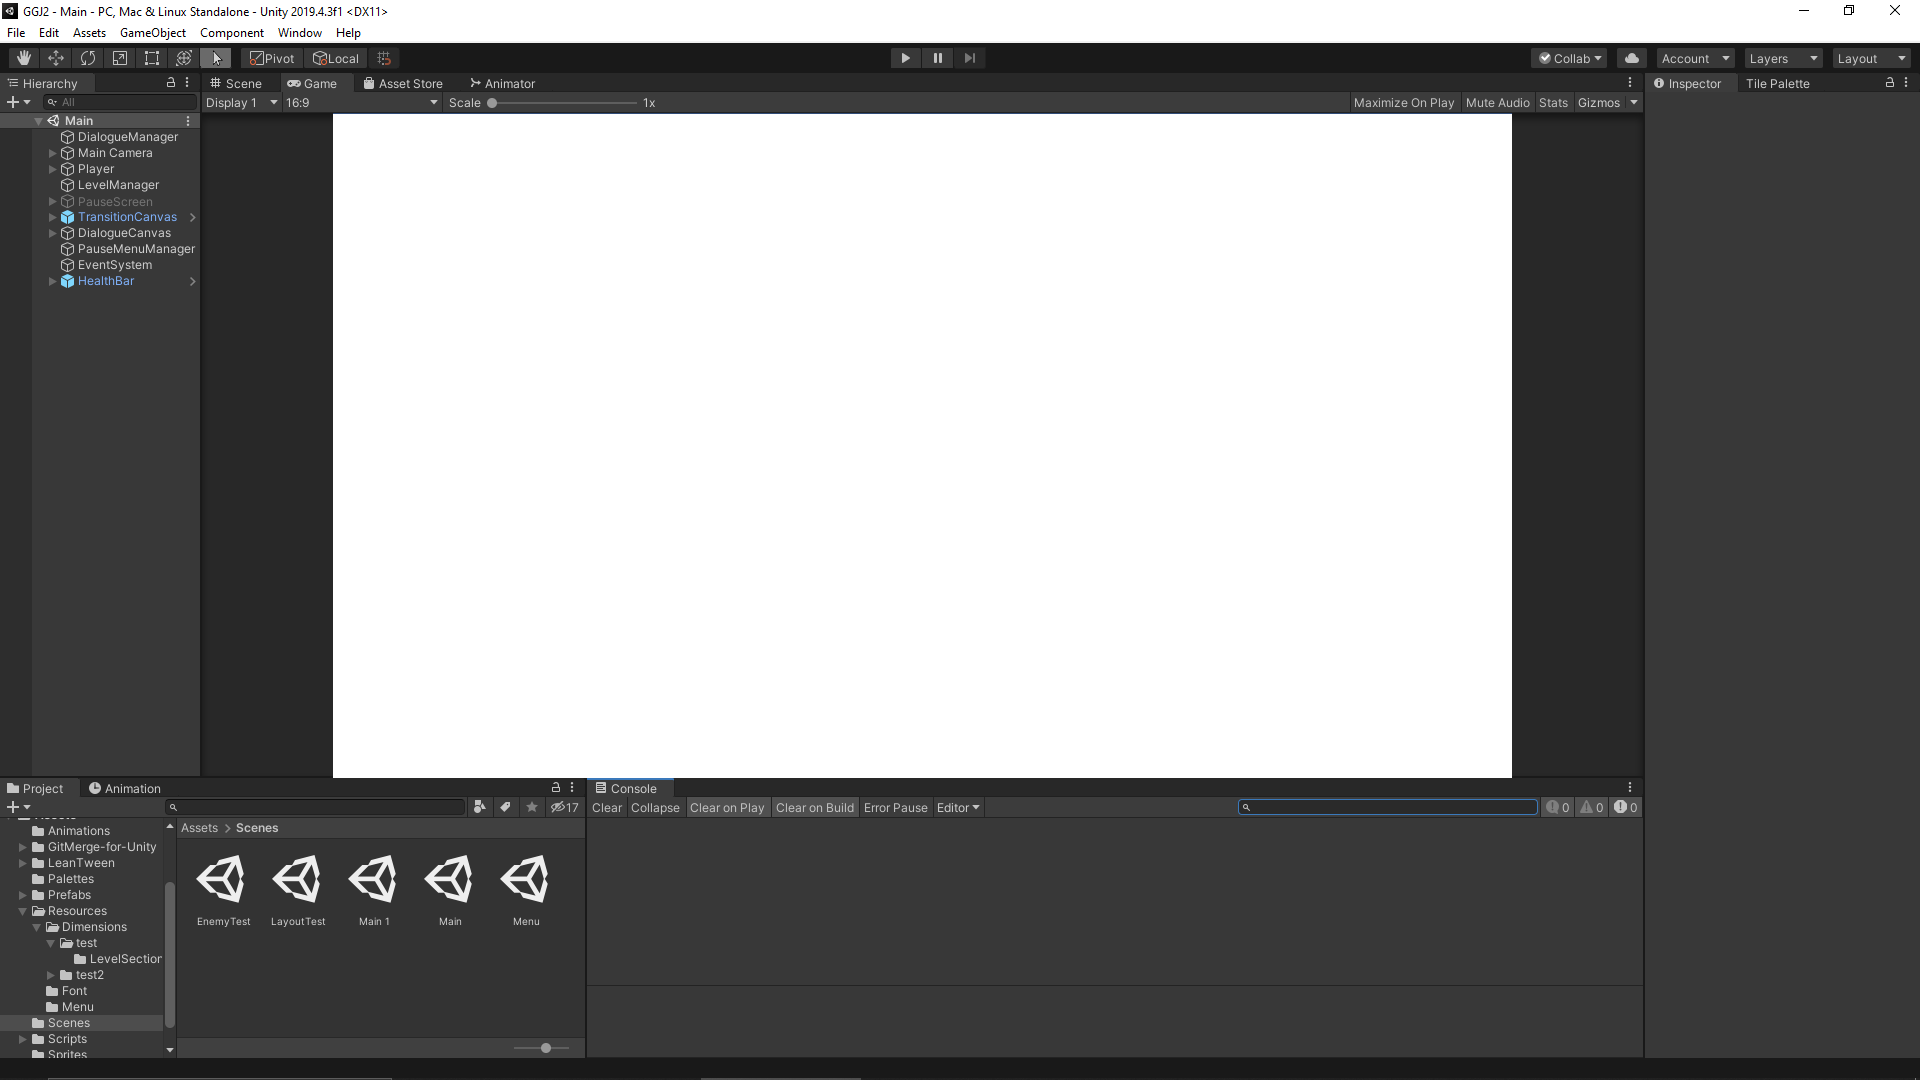 GGJ2 - Main - PC, Mac & Linux Standalone - Unity 2019.4.3f1 <DX11>
File Edit Assets GameObject Component Window Help
Pivot Local Collab Account Layers Layout
Hierarchy Scene Game Asset Store Animator Inspector Tile Palette
All Display 1 16:9 Scale 1x Maximize On Play Mute Audio Stats Gizmos
Main
DialogueManager
Main Camera
Player
LevelManager
PauseScreen
TransitionCanvas
DialogueCanvas
PauseMenuManager
EventSystem
HealthBar
Project Animation Console
17 Clear Collapse Clear on Play Clear on Build Error Pause Editor 0 0 0
Assets
Animations
GitMerge-for-Unity
LeanTween
Palettes
Prefabs
Resources
Dimensions
test
LevelSection
test2
Font
Menu
Scenes
Scripts
Sprites
Assets > Scenes
EnemyTest LayoutTest Main 1 Main Menu